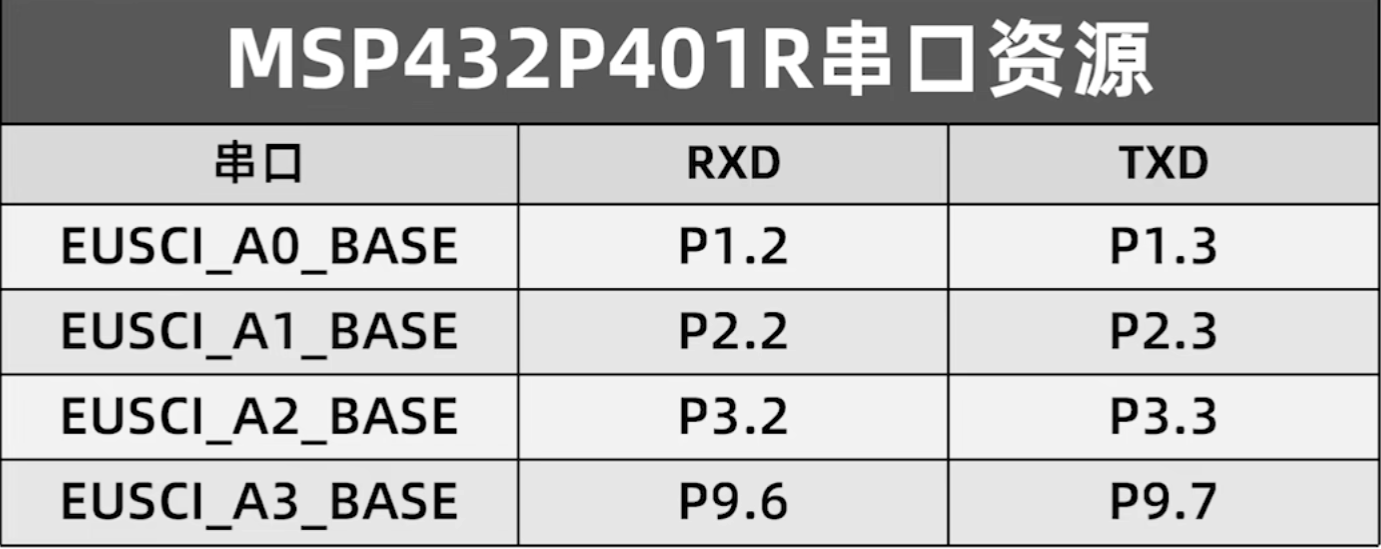 MSP432P401R串口资源
串口 RXD TXD
EUSCI_A0_BASE P1.2 P1.3
EUSCI_A1_BASE P2.2 P2.3
EUSCI_A2_BASE P3.2 P3.3
EUSCI_A3_BASE P9.6 P9.7